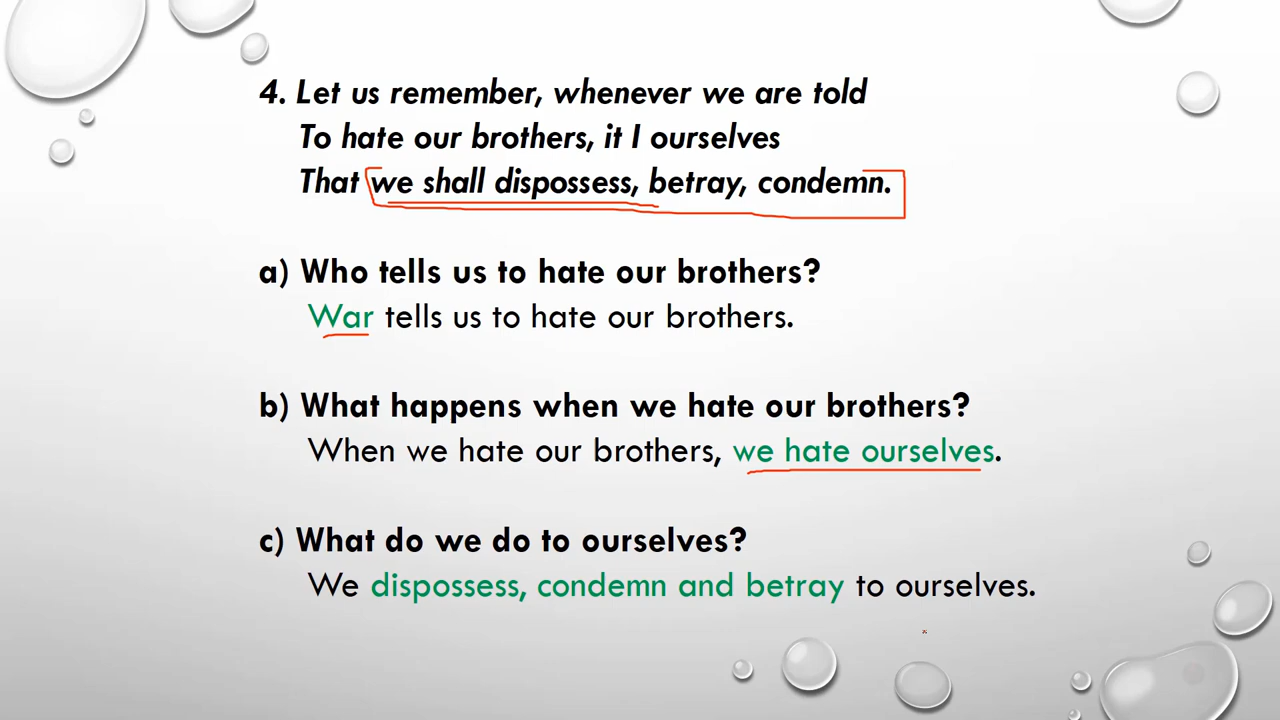 4. Let us remember, whenever we are told
To hate our brothers, it I ourselves
That we shall dispossess, betray, condemn.
a) Who tells us to hate our brothers?
War tells us to hate our brothers.
b) What happens when we hate our brothers?
When we hate our brothers, we hate ourselves.
c) What do we do to ourselves?
We dispossess, condemn and betray to ourselves.